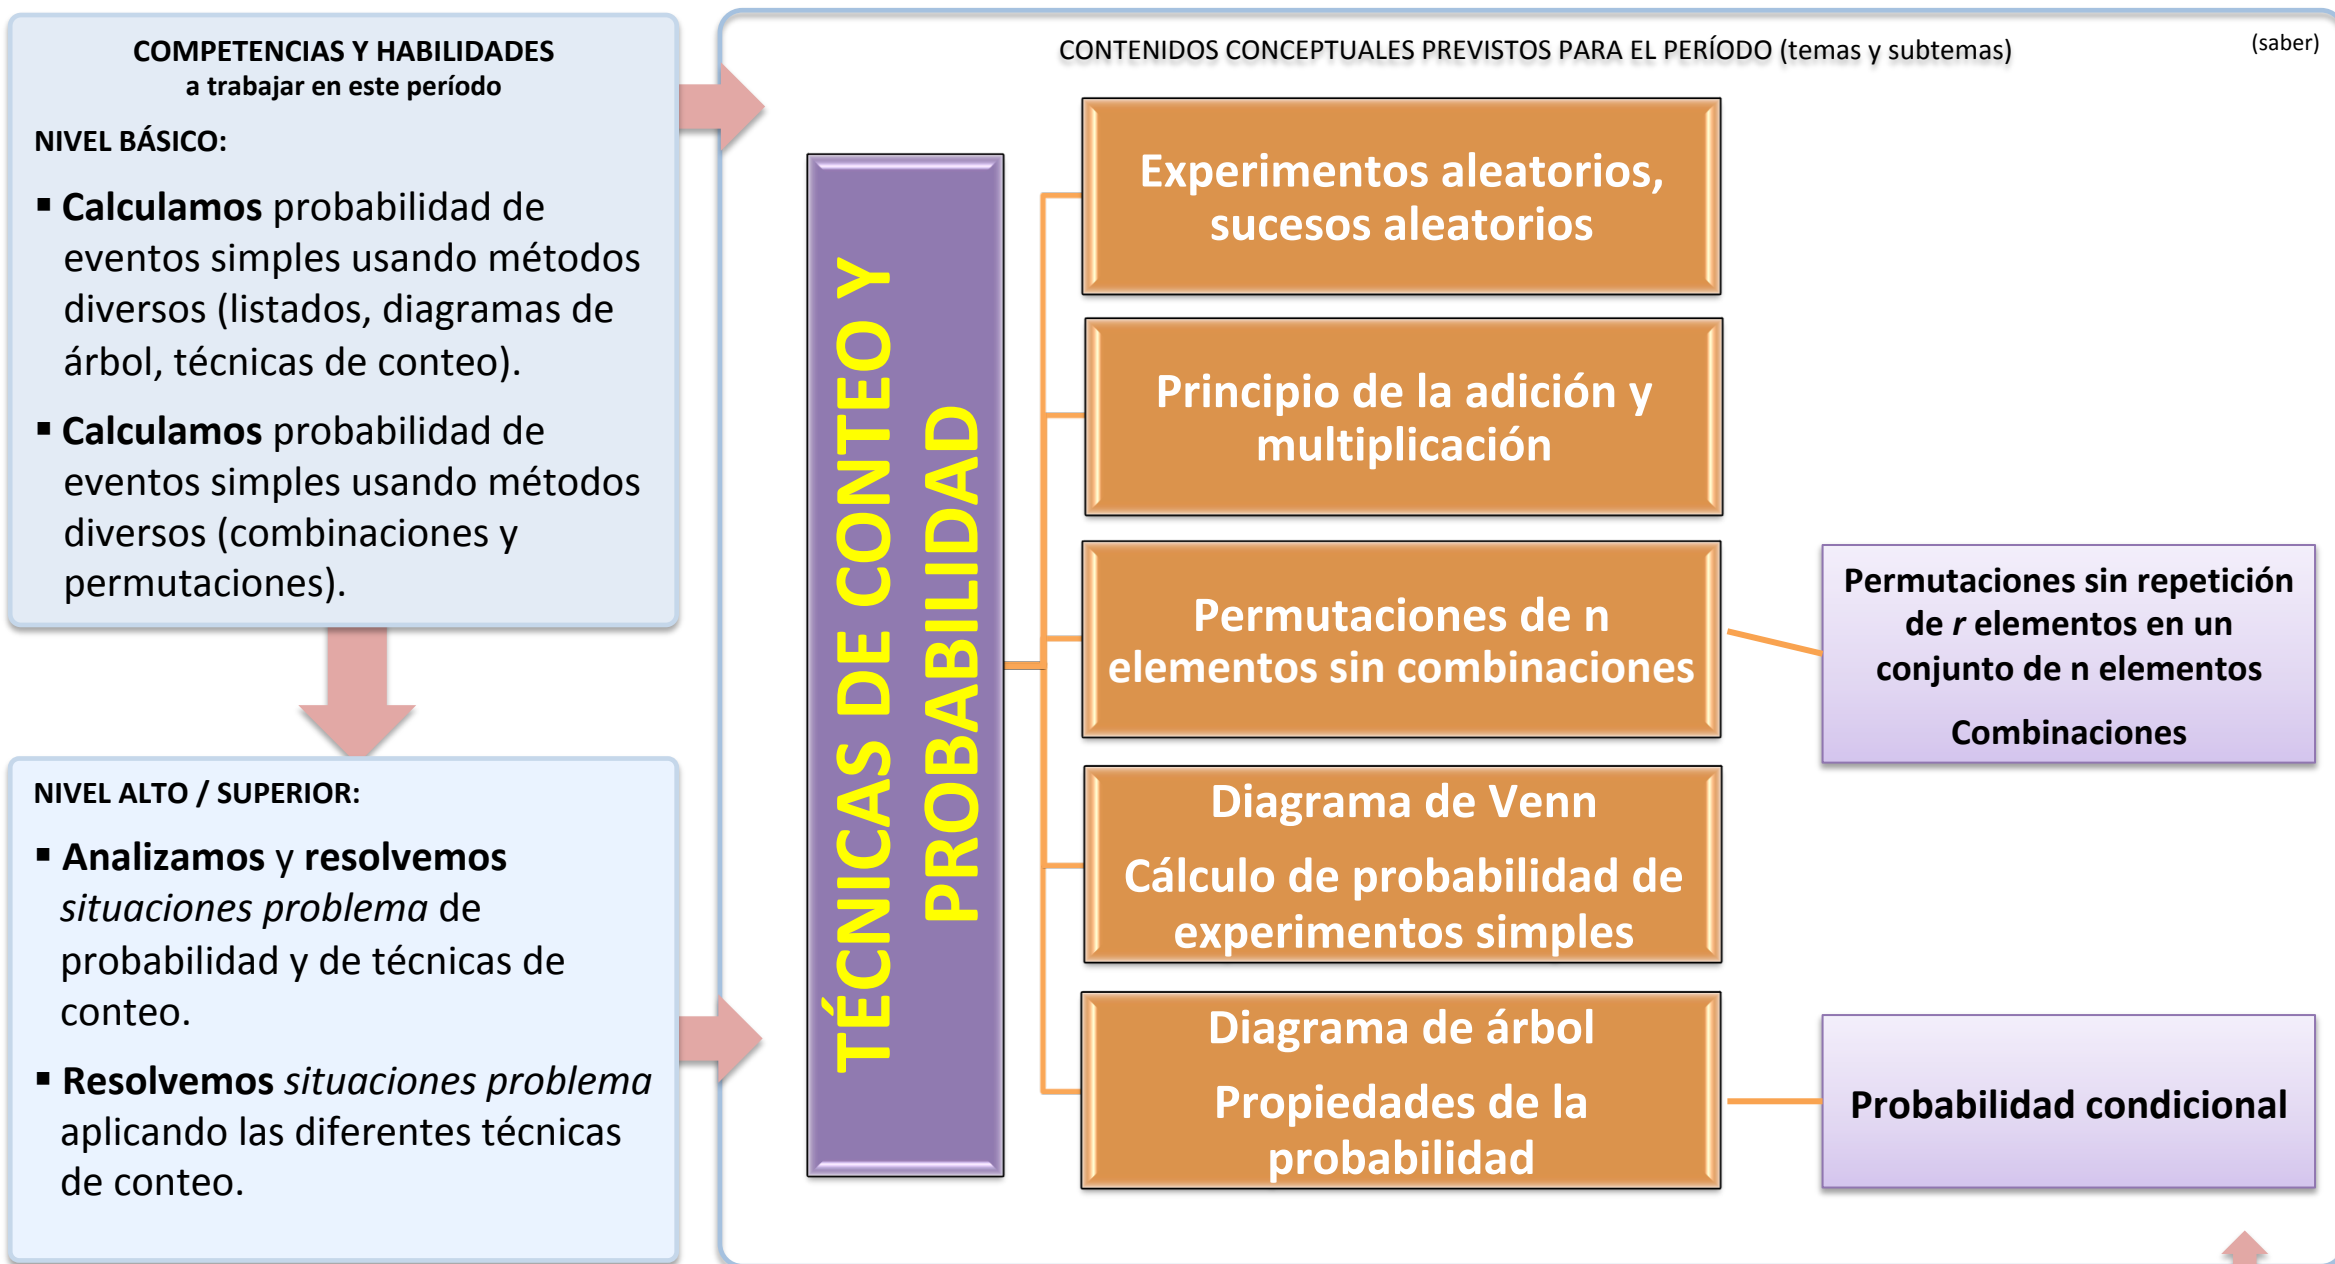 COMPETENCIAS Y HABILIDADES
a trabajar en este período
NIVEL BÁSICO:
▪ Calculamos probabilidad de
eventos simples usando métodos
diversos (listados, diagramas de
árbol, técnicas de conteo).
▪ Calculamos probabilidad de
eventos simples usando métodos
diversos (combinaciones y
permutaciones).
NIVEL ALTO / SUPERIOR:
▪ Analizamos y resolvemos
situaciones problema de
probabilidad y de técnicas de
conteo.
▪ Resolvemos situaciones problema
aplicando las diferentes técnicas
de conteo.
CONTENIDOS CONCEPTUALES PREVISTOS PARA EL PERÍODO (temas y subtemas)
(saber)
TÉCNICAS DE CONTEO Y
PROBABILIDAD
Experimentos aleatorios,
sucesos aleatorios
Principio de la adición y
multiplicación
Permutaciones de n
elementos sin combinaciones
Permutaciones sin repetición
de r elementos en un
conjunto de n elementos
Combinaciones
Diagrama de Venn
Cálculo de probabilidad de
experimentos simples
Diagrama de árbol
Propiedades de la
probabilidad
Probabilidad condicional